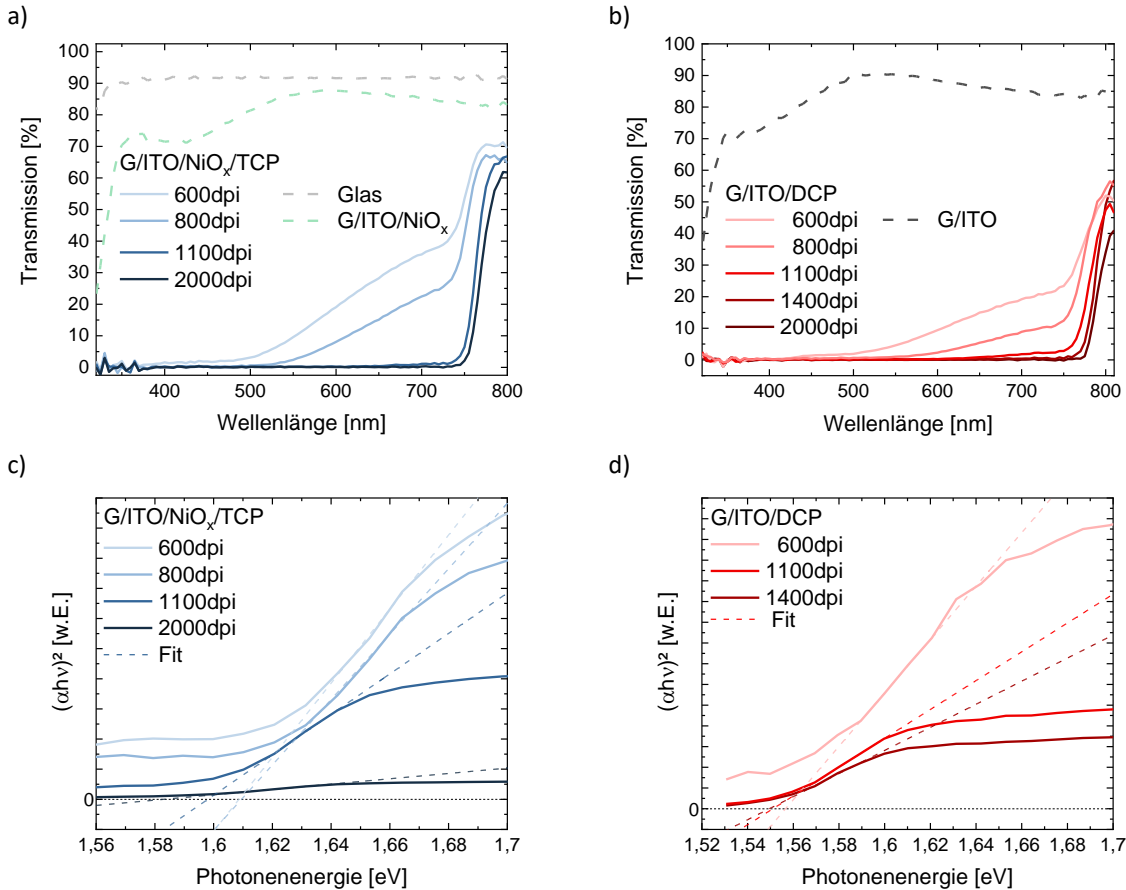 a)
100
90
80
70
60
50
40
30
20
10
0
Transmission [%]
G/ITO/NiOₓ/TCP
600dpi
800dpi
1100dpi
2000dpi
Glas
G/ITO/NiOₓ
400
500
600
700
800
Wellenlänge [nm]
b)
100
90
80
70
60
50
40
30
20
10
0
Transmission [%]
G/ITO/DCP
600dpi
800dpi
1100dpi
1400dpi
2000dpi
G/ITO
400
500
600
700
800
Wellenlänge [nm]
c)
(αhν)² [w.E.]
G/ITO/NiOₓ/TCP
600dpi
800dpi
1100dpi
2000dpi
Fit
0
1,56
1,58
1,6
1,62
1,64
1,66
1,68
1,7
Photonenenergie [eV]
d)
(αhν)² [w.E.]
G/ITO/DCP
600dpi
1100dpi
1400dpi
Fit
0
1,52
1,54
1,56
1,58
1,6
1,62
1,64
1,66
1,68
1,7
Photonenenergie [eV]